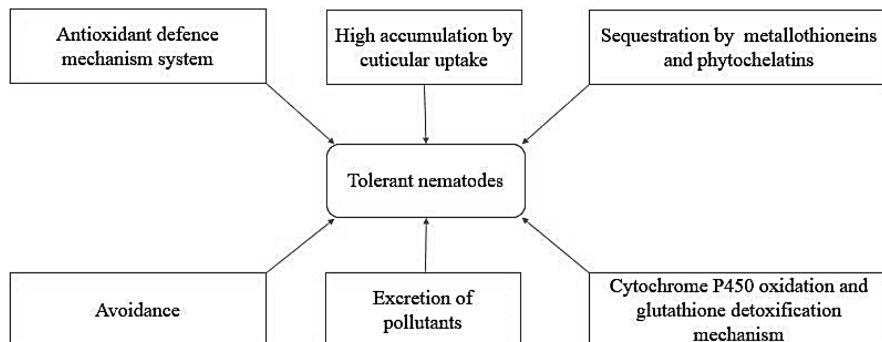 Antioxidant defence
mechanism system
High accumulation by
cuticular uptake
Sequestration by metallothioneins
and phytochelatins
Tolerant nematodes
Avoidance
Excretion of
pollutants
Cytochrome P450 oxidation and
glutathione detoxification
mechanism